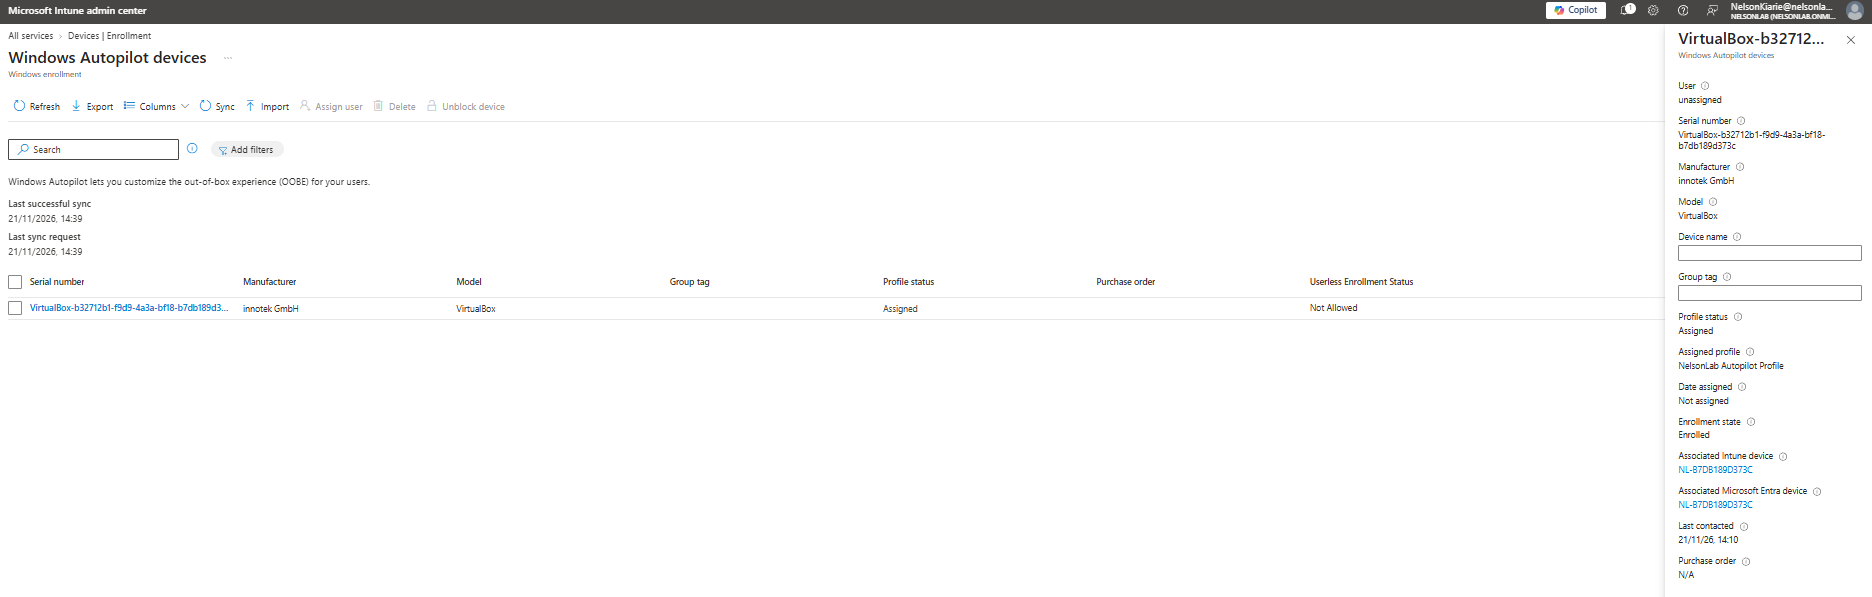 Microsoft Intune admin center
Copilot
1
NelsonKiarie@nelsonla...
NELSONLAB (NELSONLAB.ONMI...
All services > Devices | Enrollment
Windows Autopilot devices ...
Windows enrollment
Refresh Export Columns Sync Import Assign user Delete Unblock device
Search
Add filters
Windows Autopilot lets you customize the out-of-box experience (OOBE) for your users.
Last successful sync
21/11/2026, 14:39
Last sync request
21/11/2026, 14:39
Serial number Manufacturer Model Group tag Profile status Purchase order Userless Enrollment Status
VirtualBox-b32712b1-f9d9-4a3a-bf18-b7db189d3... innotek GmbH VirtualBox Assigned Not Allowed
VirtualBox-b32712...
Windows Autopilot devices
User
unassigned
Serial number
VirtualBox-b32712b1-f9d9-4a3a-bf18-
b7db189d373c
Manufacturer
innotek GmbH
Model
VirtualBox
Device name
Group tag
Profile status
Assigned
Assigned profile
NelsonLab Autopilot Profile
Date assigned
Not assigned
Enrollment state
Enrolled
Associated Intune device
NL-B7DB189D373C
Associated Microsoft Entra device
NL-B7DB189D373C
Last contacted
21/11/26, 14:10
Purchase order
N/A